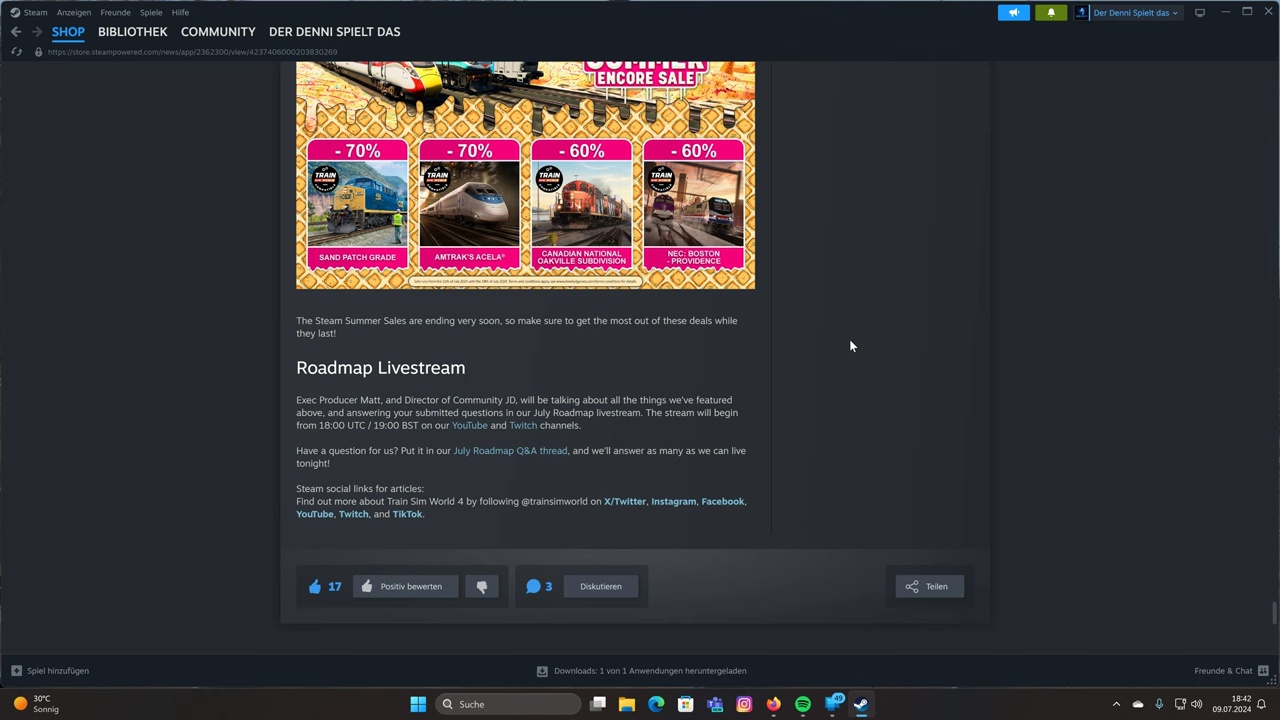 Steam Anzeigen Freunde Spiele Hilfe
Der Denni Spielt das
SHOP BIBLIOTHEK COMMUNITY DER DENNI SPIELT DAS
https://store.steampowered.com/news/app/2362300/view/4237406000203830269
SUMMER
ENCORE SALE
- 70% - 70% - 60% - 60%
TRAIN TRAIN TRAIN TRAIN
SAND PATCH GRADE
AMTRAK'S ACELA®
CANADIAN NATIONAL
OAKVILLE SUBDIVISION
NEC: BOSTON
- PROVIDENCE
The Steam Summer Sales are ending very soon, so make sure to get the most out of these deals while
they last!
Roadmap Livestream
Exec Producer Matt, and Director of Community JD, will be talking about all the things we've featured
above, and answering your submitted questions in our July Roadmap livestream. The stream will begin
from 18:00 UTC / 19:00 BST on our YouTube and Twitch channels.
Have a question for us? Put it in our July Roadmap Q&A thread, and we'll answer as many as we can live
tonight!
Steam social links for articles:
Find out more about Train Sim World 4 by following @trainsimworld on X/Twitter, Instagram, Facebook,
YouTube, Twitch, and TikTok.
17 Positiv bewerten 3 Diskutieren Teilen
Spiel hinzufügen Downloads: 1 von 1 Anwendungen heruntergeladen Freunde & Chat
30°C
Sonnig
Suche
49
18:42
09.07.2024